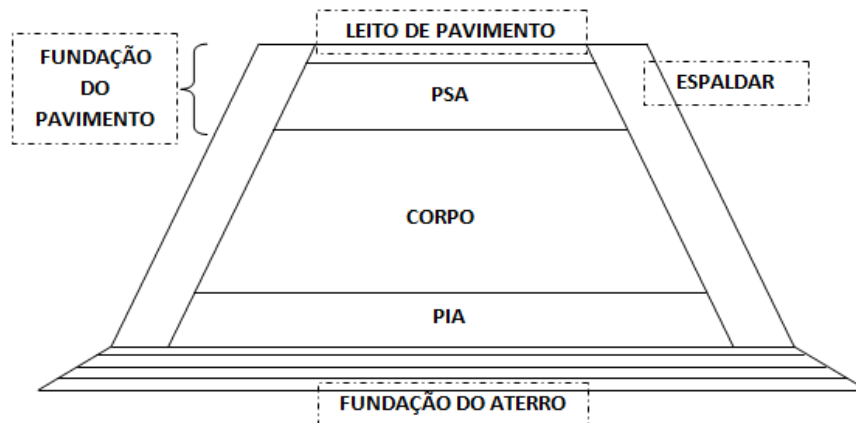 LEITO DE PAVIMENTO
FUNDAÇÃO
DO
PAVIMENTO
ESPALDAR
PSA
CORPO
PIA
FUNDAÇÃO DO ATERRO